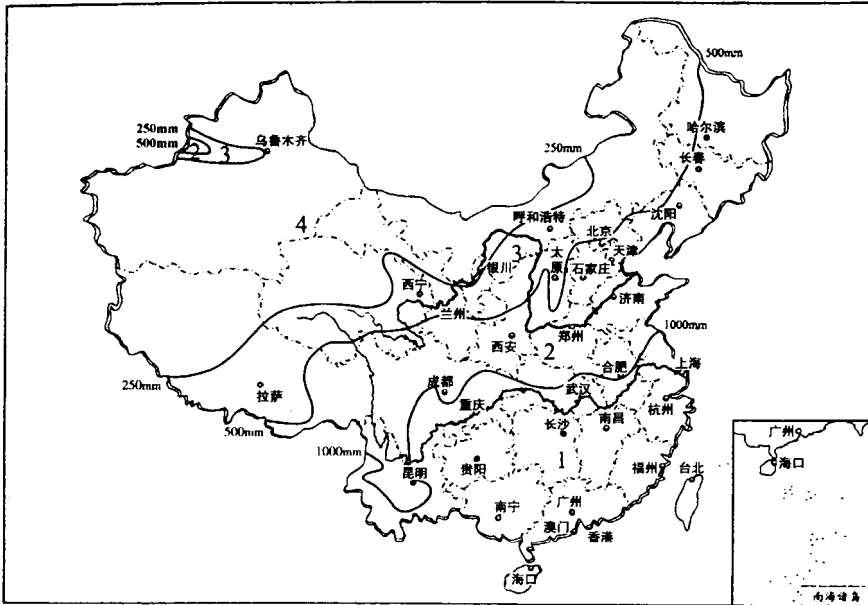 500mm
250mm
500mm
乌鲁木齐
2
3
哈尔滨
长春
250mm
沈阳
呼和浩特
北京
4
天津
3
太原
银川
石家庄
西宁
济南
兰州
1000mm
郑州
西安
2
合肥
上海
250mm
成都
武汉
拉萨
杭州
重庆
南昌
500mm
长沙
1000mm
贵阳
1
福州
台北
昆明
广州
南宁
澳门
香港
海口
广州
海口
南海诸岛